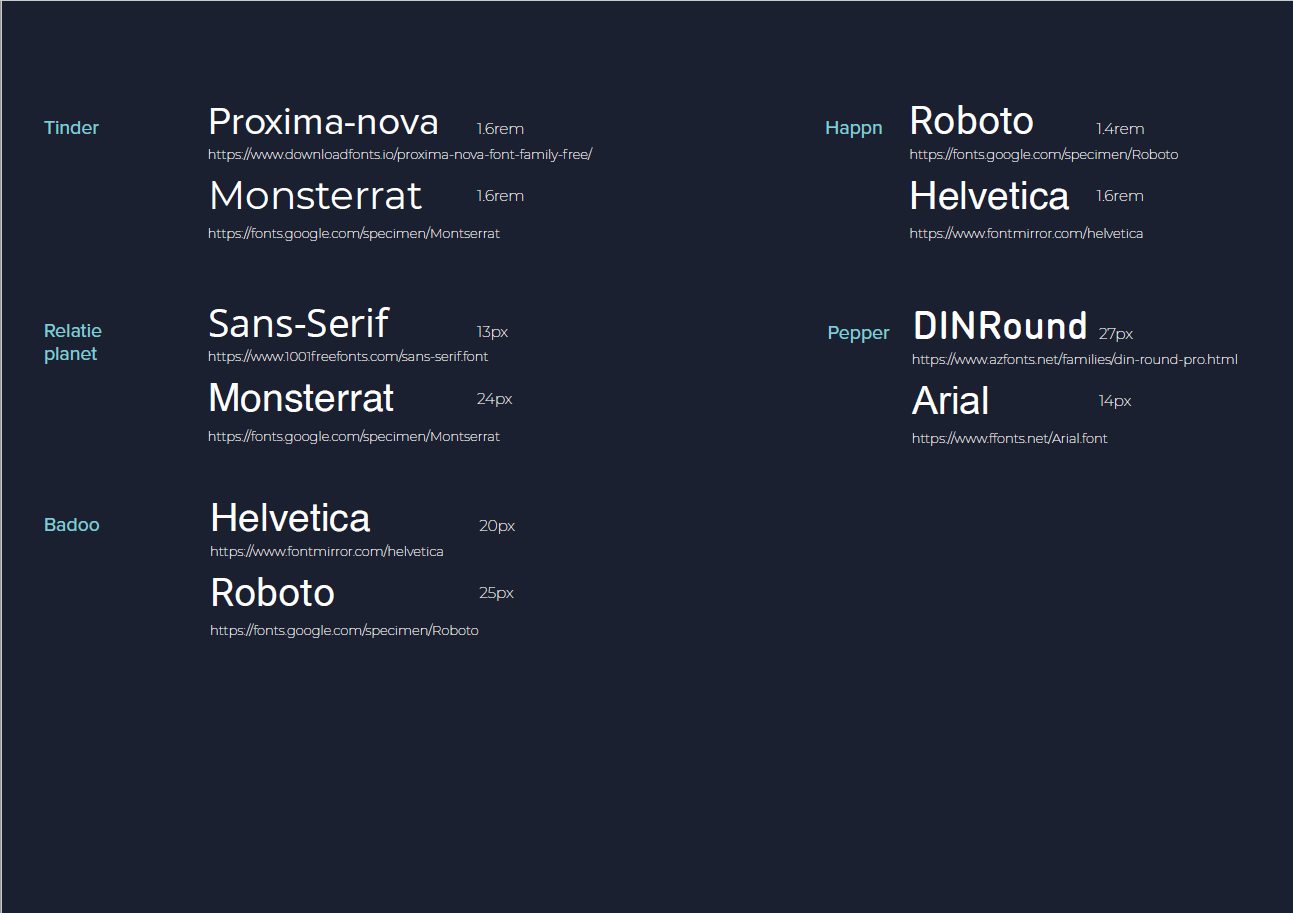 Tinder
Proxima-nova 1.6rem
https://www.downloadfonts.io/proxima-nova-font-family-free/
Monsterrat 1.6rem
https://fonts.google.com/specimen/Montserrat
Relatie
planet
Sans-Serif 13px
https://www.1001freefonts.com/sans-serif.font
Monsterrat 24px
https://fonts.google.com/specimen/Montserrat
Badoo
Helvetica 20px
https://www.fontmirror.com/helvetica
Roboto 25px
https://fonts.google.com/specimen/Roboto
Happn
Roboto 1.4rem
https://fonts.google.com/specimen/Roboto
Helvetica 1.6rem
https://www.fontmirror.com/helvetica
Pepper
DINRound 27px
https://www.azfonts.net/families/din-round-pro.html
Arial 14px
https://www.ffonts.net/Arial.font